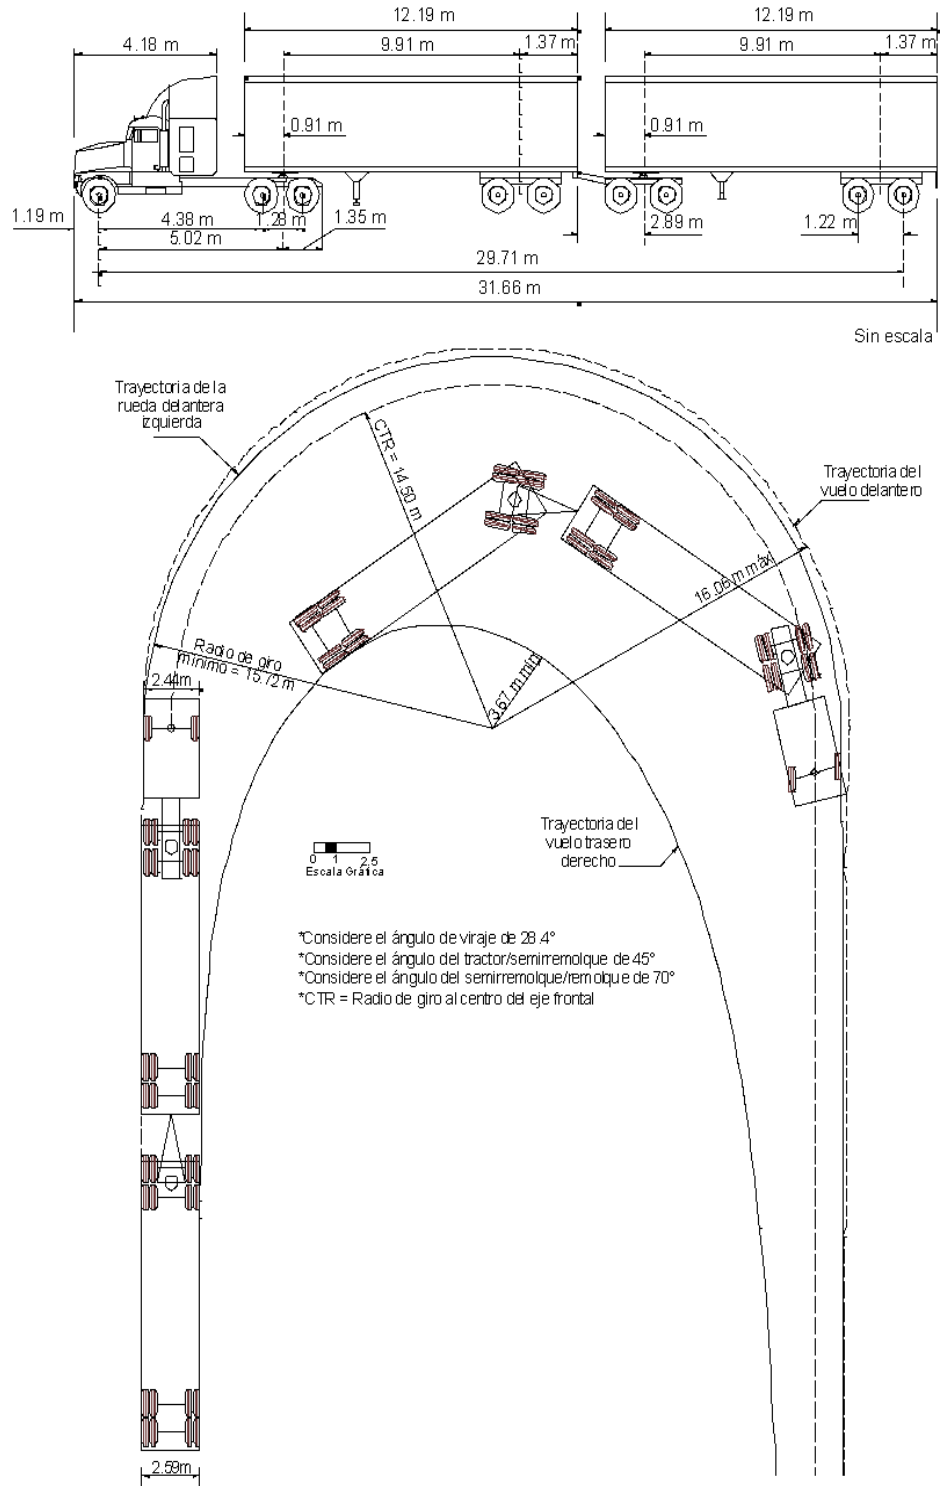 12.19 m
12.19 m
4.18 m
9.91 m
1.37 m
9.91 m
1.37 m
0.91 m
0.91 m
1.19 m
4.38 m
1.28 m
1.35 m
2.89 m
1.22 m
5.02 m
29.71 m
31.66 m
Sin escala
Trayectoria de la
rueda delantera
izquierda
CTR = 14.50 m
Trayectoria del
vuelo delantero
16.06 m máx
Radio de giro
mínimo = 15.72 m
3.67 m mín
2.44m
Trayectoria del
vuelo trasero
derecho
0 1 2.5
Escala Gráfica
*Considere el ángulo de viraje de 28.4°
*Considere el ángulo del tractor/semirremolque de 45°
*Considere el ángulo del semirremolque/remolque de 70°
*CTR = Radio de giro al centro del eje frontal
2.59m